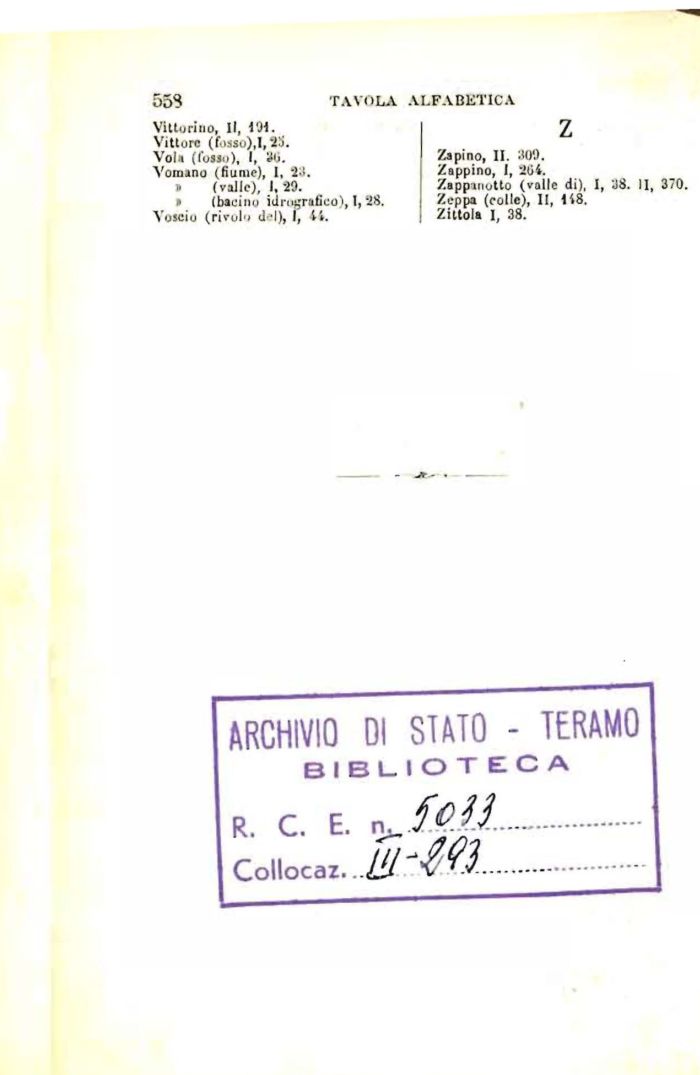 558 TAVOLA ALFABETICA
Vittorino, II, 191.
Vittore (fosso), I, 25.
Vola (fosso), I, 36.
Vomano (fiume), I, 23.
» (valle), I, 29.
» (bacino idrografico), I, 28.
Voscio (rivolo del), I, 44.
Z
Zapino, II. 309.
Zappino, I, 264.
Zappanotto (valle di), I, 38. II, 370.
Zeppa (colle), II, 148.
Zittola I, 38.
ARCHIVIO DI STATO - TERAMO
BIBLIOTECA
R. C. E. n. 5033
Collocaz. III-293